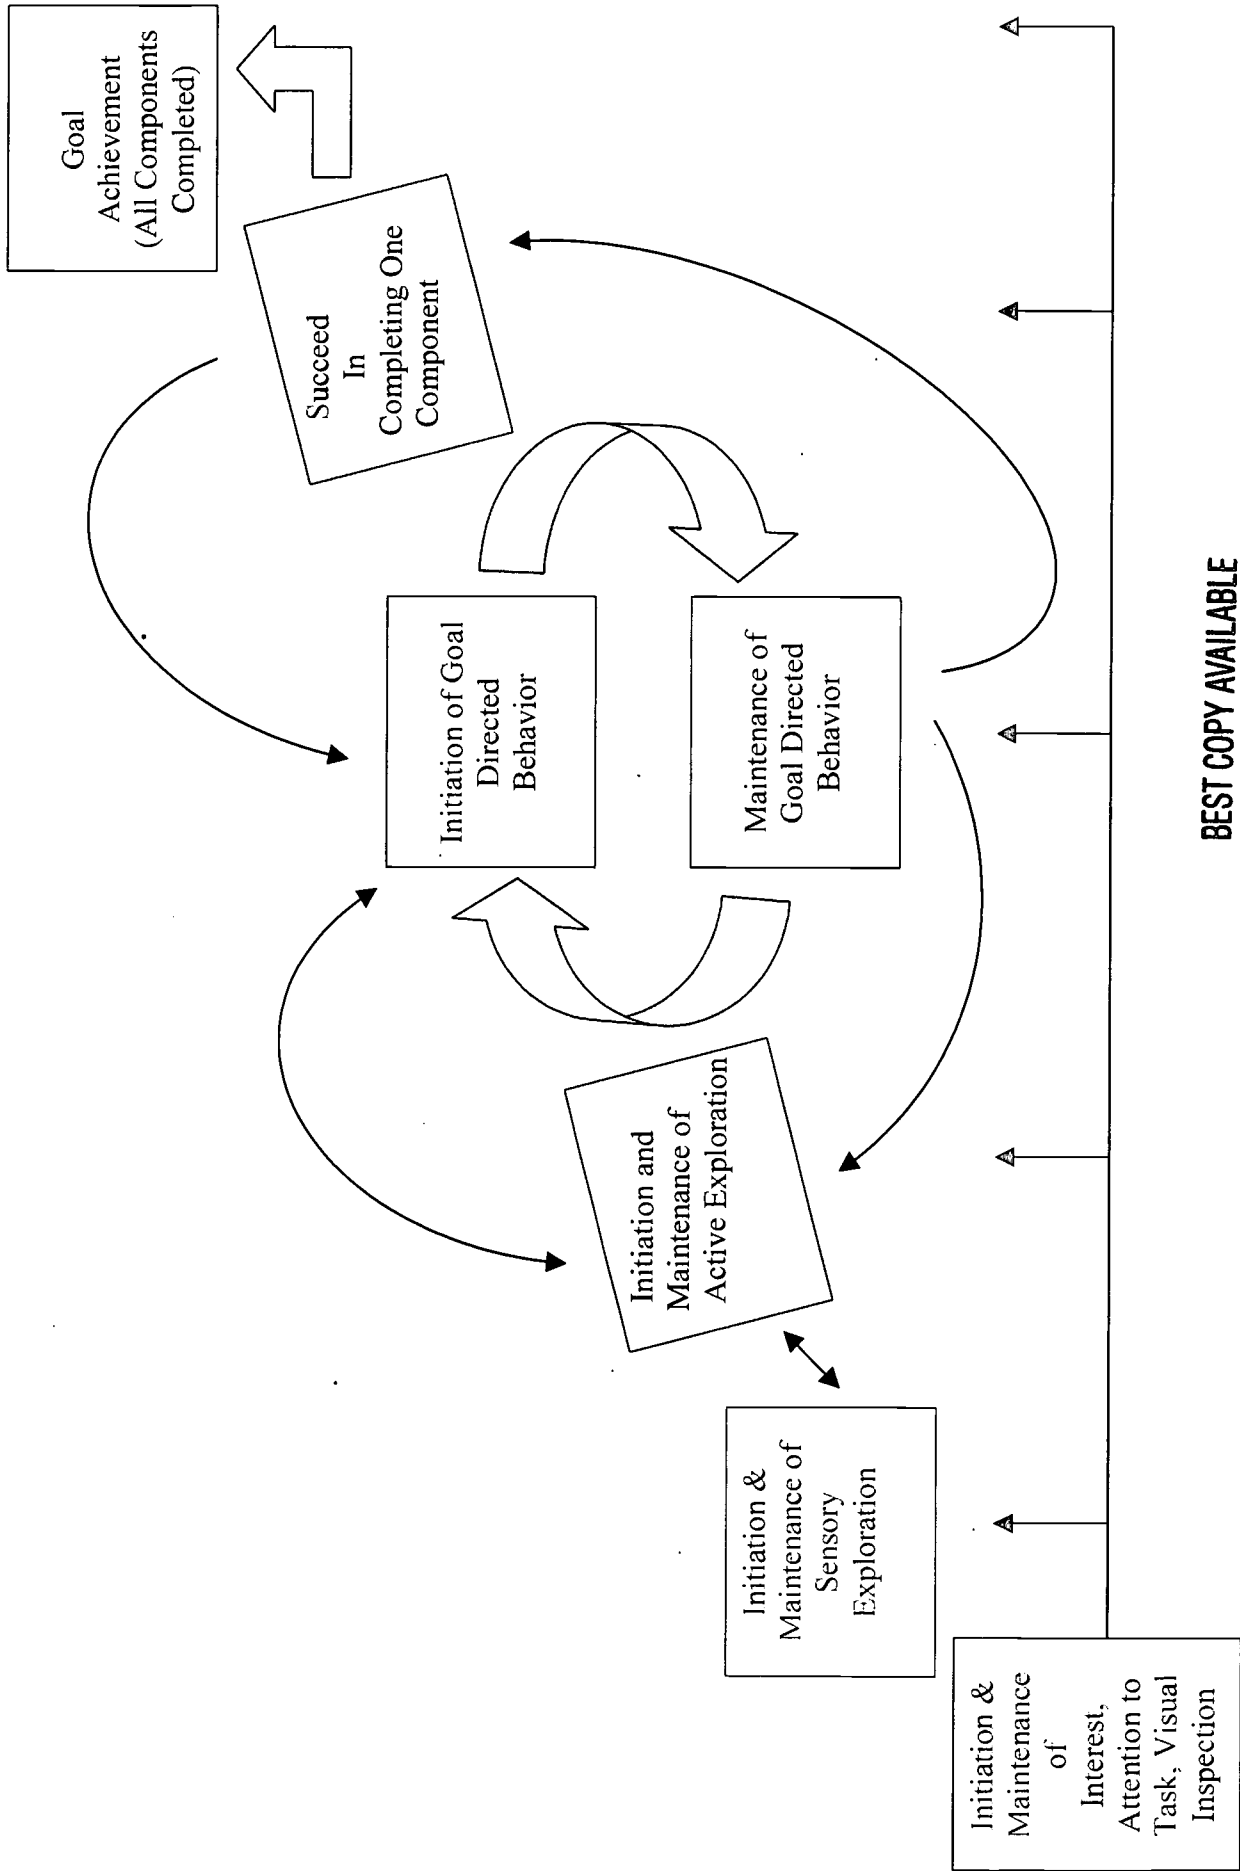 Initiation &
Maintenance
of
Interest,
Attention to
Task, Visual
Inspection
Initiation &
Maintenance of
Sensory
Exploration
Initiation and
Maintenance of
Active Exploration
Initiation of Goal
Directed
Behavior
Maintenance of
Goal Directed
Behavior
Succeed
In
Completing One
Component
Goal
Achievement
(All Components
Completed)
BEST COPY AVAILABLE